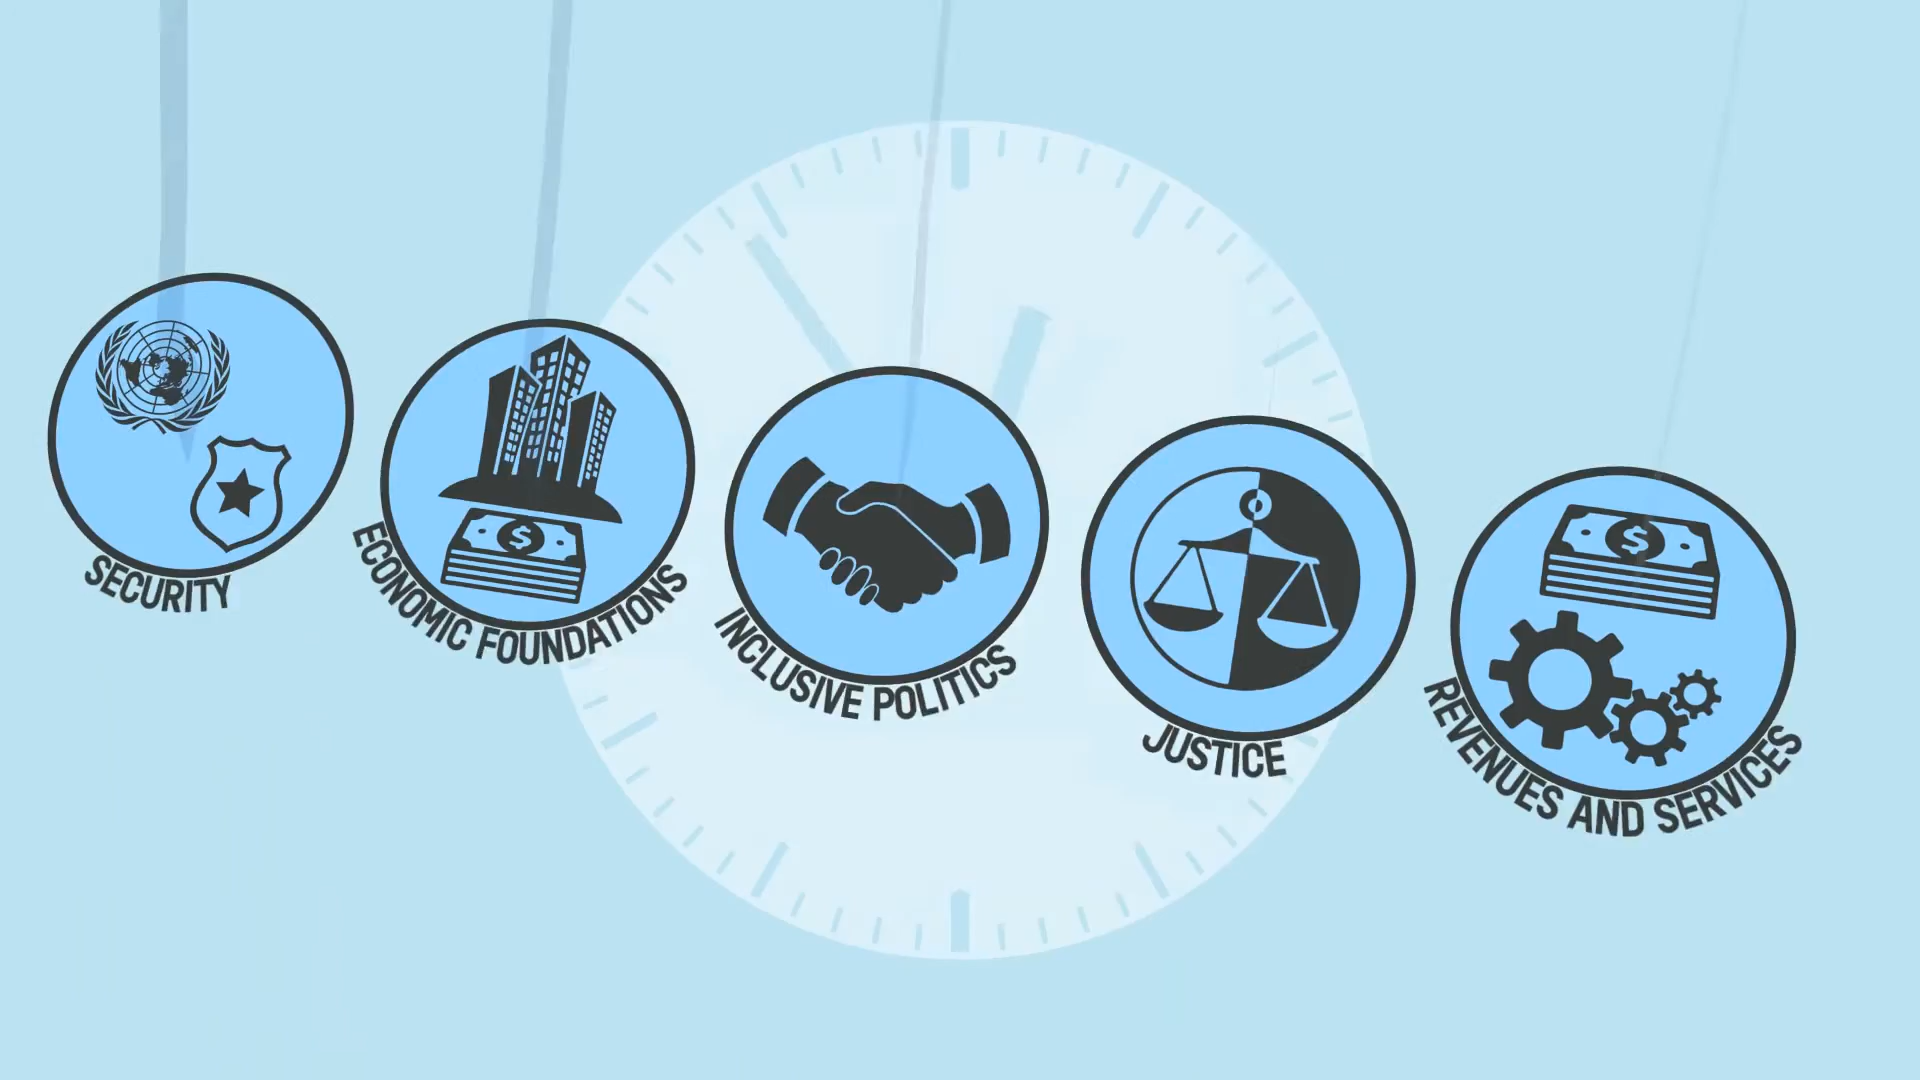 SECURITY
ECONOMIC FOUNDATIONS
$
INCLUSIVE POLITICS
JUSTICE
$
REVENUES AND SERVICES